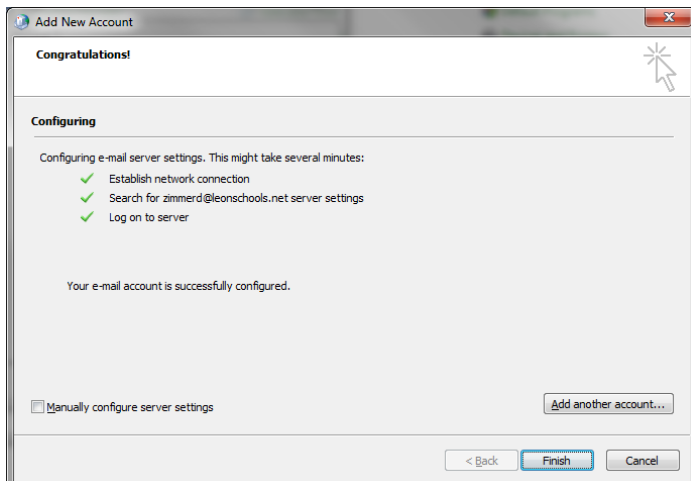 Add New Account
Congratulations!
Configuring
Configuring e-mail server settings. This might take several minutes:
Establish network connection
Search for zimmerd@leonschools.net server settings
Log on to server
Your e-mail account is successfully configured.
Manually configure server settings
Add another account...
< Back
Finish
Cancel